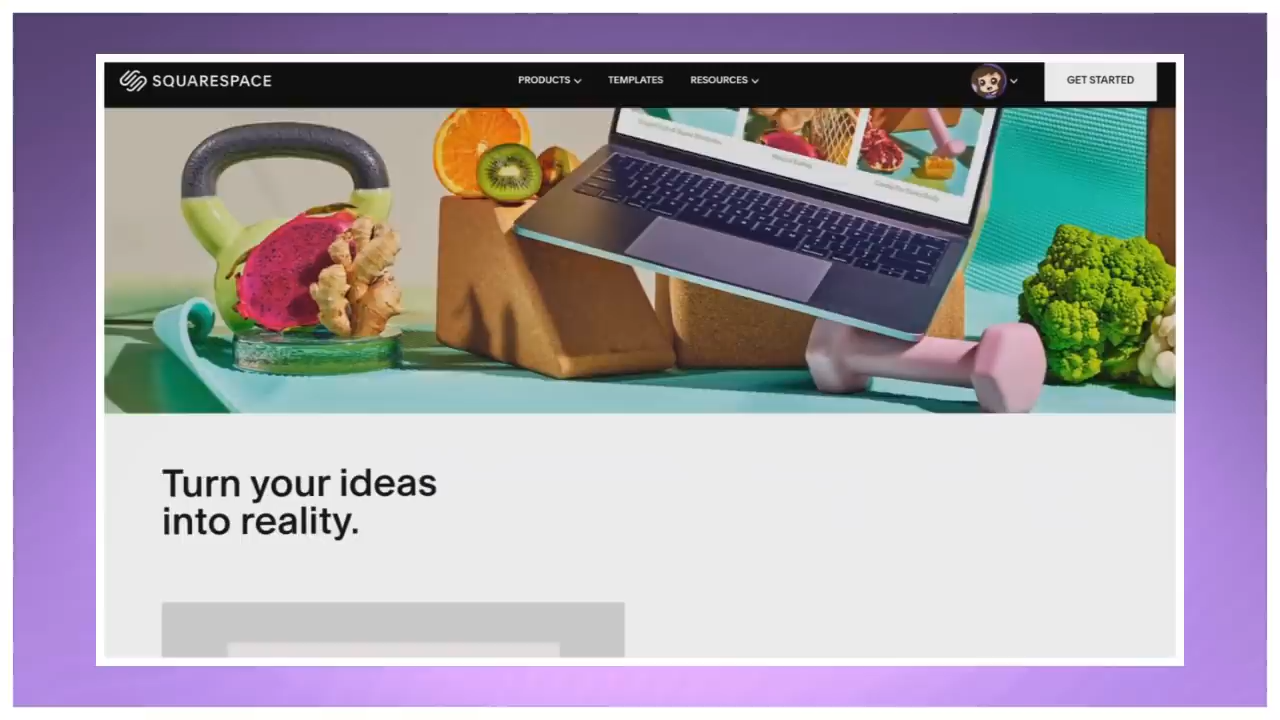 SQUARESPACE
PRODUCTS
TEMPLATES
RESOURCES
GET STARTED
Turn your ideas
into reality.